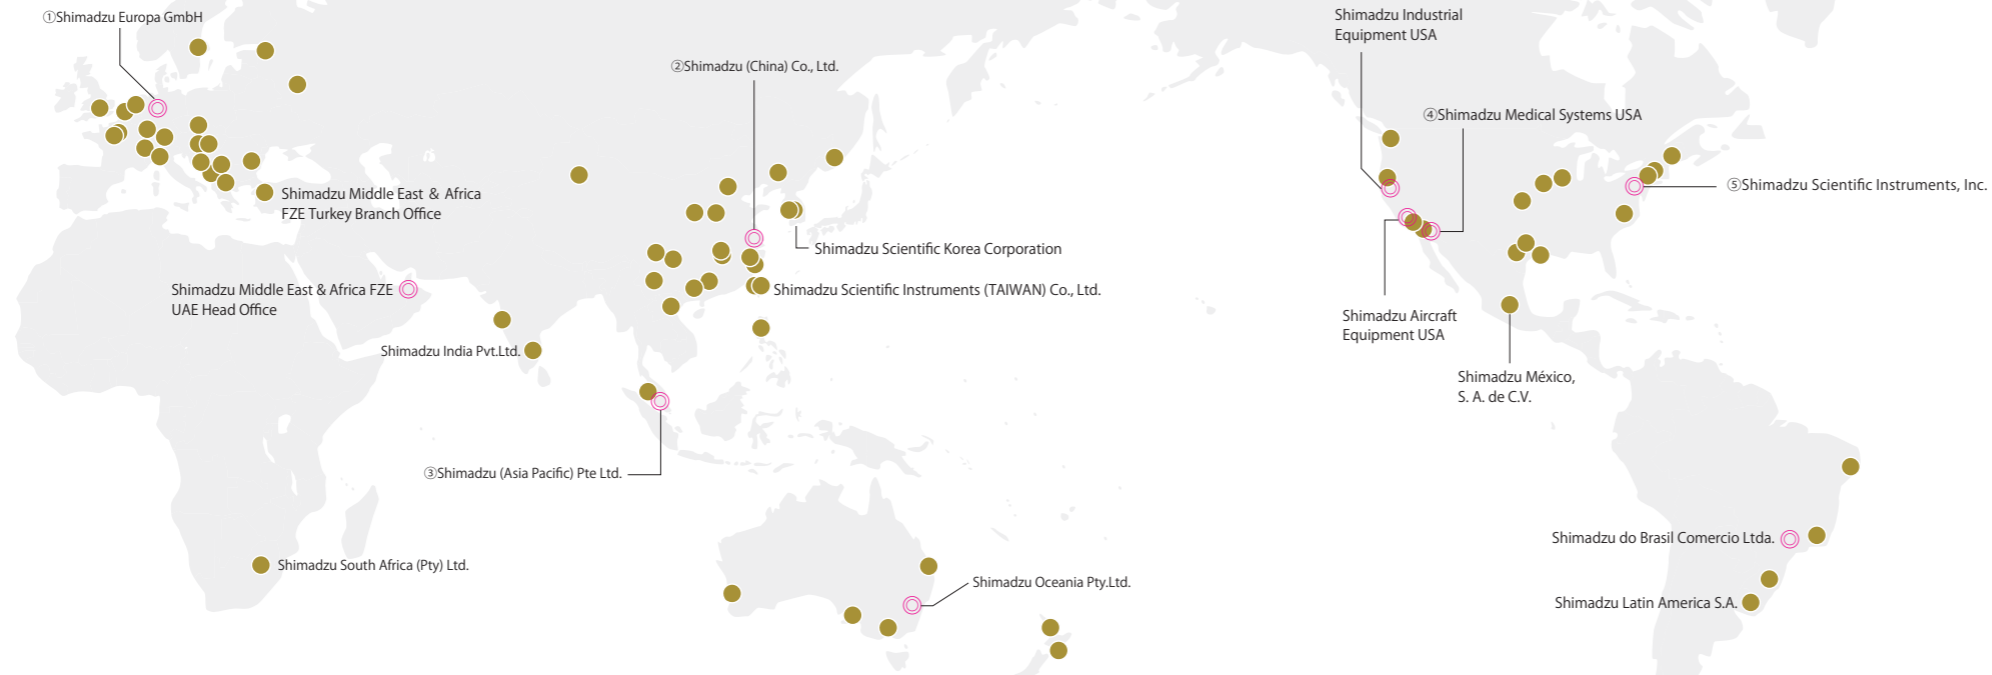 ①Shimadzu Europa GmbH
②Shimadzu (China) Co., Ltd.
Shimadzu Industrial
Equipment USA
④Shimadzu Medical Systems USA
⑤Shimadzu Scientific Instruments, Inc.
Shimadzu Middle East & Africa
FZE Turkey Branch Office
Shimadzu Scientific Korea Corporation
Shimadzu Middle East & Africa FZE
UAE Head Office
Shimadzu Scientific Instruments (TAIWAN) Co., Ltd.
Shimadzu Aircraft
Equipment USA
Shimadzu India Pvt.Ltd.
Shimadzu México,
S. A. de C.V.
③Shimadzu (Asia Pacific) Pte Ltd.
Shimadzu do Brasil Comercio Ltda.
Shimadzu South Africa (Pty) Ltd.
Shimadzu Oceania Pty.Ltd.
Shimadzu Latin America S.A.